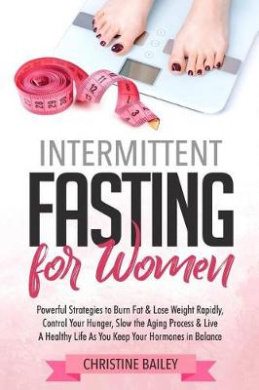 INTERMITTENT
FASTING
for Women
Powerful Strategies to Burn Fat & Lose Weight Rapidly,
Control Your Hunger, Slow the Aging Process & Live
A Healthy Life As You Keep Your Hormones in Balance
CHRISTINE BAILEY